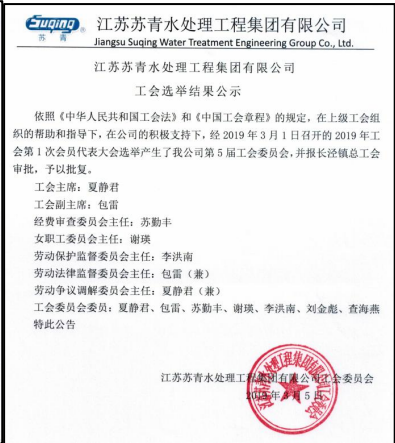 Suqing
苏青
江苏苏青水处理工程集团有限公司
Jiangsu Suqing Water Treatment Engineering Group Co., Ltd.
江苏苏青水处理工程集团有限公司
工会选举结果公示
依照《中华人民共和国工会法》和《中国工会章程》的规定，在上级工会组
织的帮助和指导下，在公司的积极支持下，经 2019 年 3 月 1 日召开的 2019 年工
会第 1 次会员代表大会选举产生了我公司第 5 届工会委员会，并报长泾镇总工会
审批，予以批复。
工会主席：夏静君
工会副主席：包雷
经费审查委员会主任：苏勤丰
女职工委员会主任：谢瑛
劳动保护监督委员会主任：李洪南
劳动法律监督委员会主任：包雷（兼）
劳动争议调解委员会主任：夏静君（兼）
工会委员会委员：夏静君、包雷、苏勤丰、谢瑛、李洪南、刘金彪、查海燕
特此公告
江苏苏青水处理工程集团有限公司工会委员会
2019年3月5日